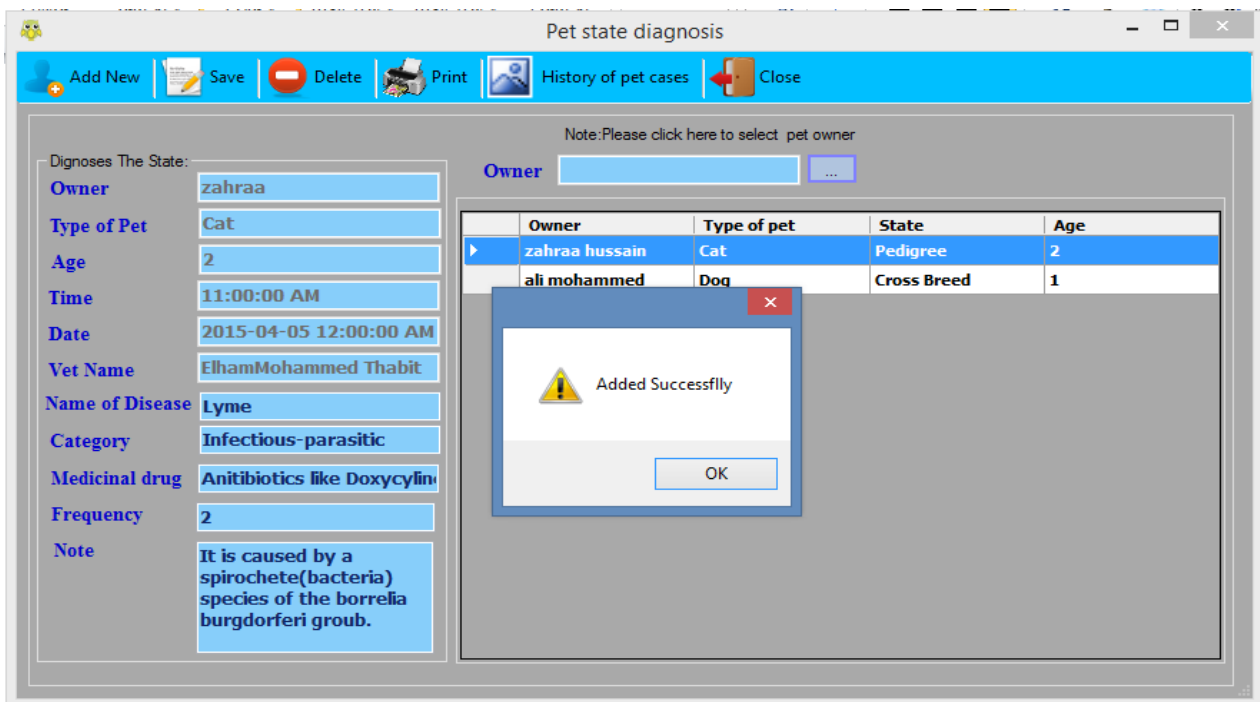 Pet state diagnosis
Add New Save Delete Print History of pet cases Close
Note:Please click here to select pet owner
Owner ...
Dignoses The State:
Owner zahraa
Type of Pet Cat
Age 2
Time 11:00:00 AM
Date 2015-04-05 12:00:00 AM
Vet Name ElhamMohammed Thabit
Name of Disease Lyme
Category Infectious-parasitic
Medicinal drug Anitibiotics like Doxycylin
Frequency 2
Note It is caused by a
spirochete(bacteria)
species of the borrelia
burgdorferi groub.
Owner Type of pet State Age
zahraa hussain Cat Pedigree 2
ali mohammed Dog Cross Breed 1
Added Successflly
OK